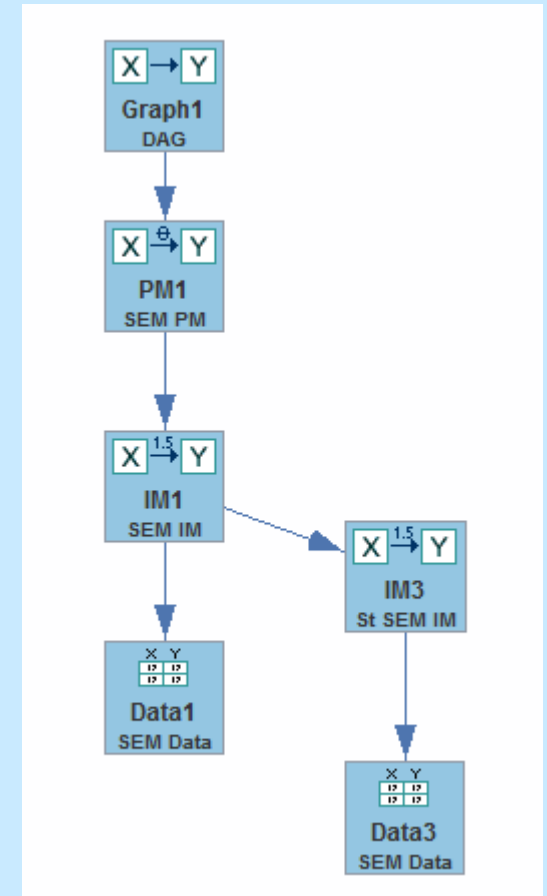 X Y
Graph1
DAG
X θ Y
PM1
SEM PM
X 1.5 Y
IM1
SEM IM
X 1.5 Y
IM3
St SEM IM
X Y
Data1
SEM Data
X Y
Data3
SEM Data